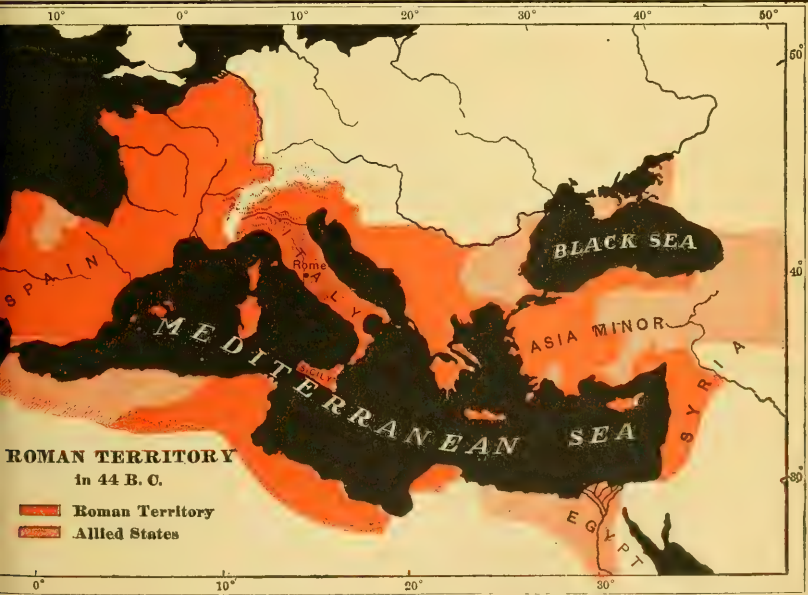 10° 0° 10° 20° 30° 40° 50°
50°
BLACK SEA
ITALY
Rome
SPAIN
40°
MEDITERRANEAN SEA
ASIA MINOR
SICILY
SYRIA
ROMAN TERRITORY
in 44 B. C.
Roman Territory
Allied States
EGYPT
30°
0° 10° 20° 30°